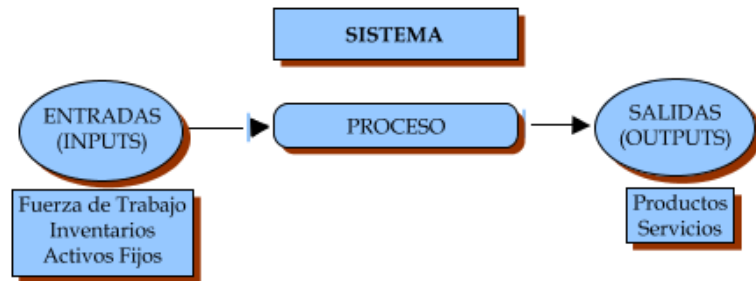 SISTEMA
ENTRADAS
(INPUTS)
PROCESO
SALIDAS
(OUTPUTS)
Fuerza de Trabajo
Inventarios
Activos Fijos
Productos
Servicios